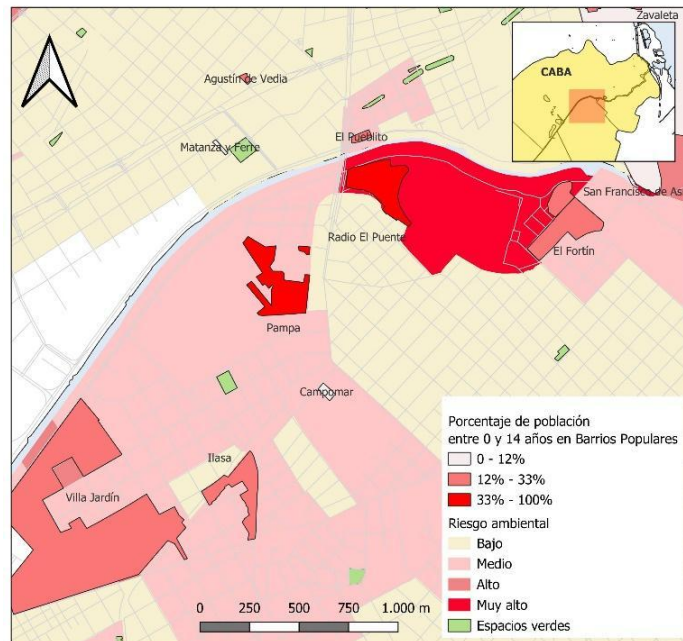 Zavaleta
CABA
Agustín de Vedia
El Pueblito
Matanza y Ferre
San Francisco de As
Radio El Puente
El Fortín
Pampa
Campomar
Ilasa
Villa Jardín
Porcentaje de población
entre 0 y 14 años en Barrios Populares
0 - 12%
12% - 33%
33% - 100%
Riesgo ambiental
Bajo
Medio
Alto
Muy alto
Espacios verdes
0 250 500 750 1.000 m